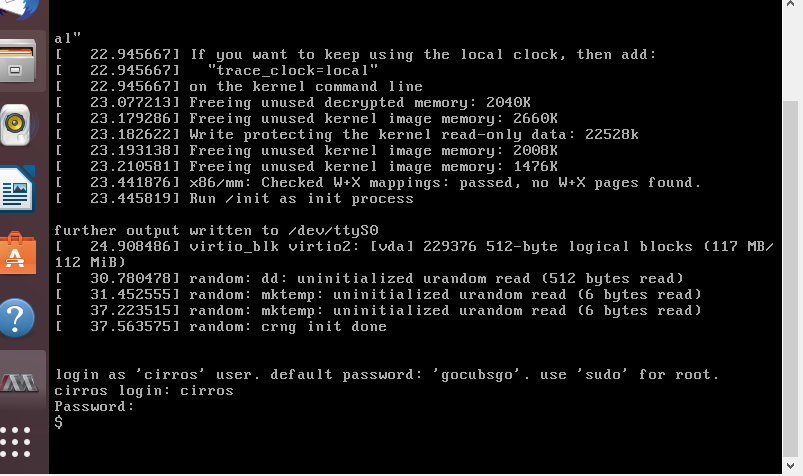 al"
[   22.945667] If you want to keep using the local clock, then add:
[   22.945667]   "trace_clock=local"
[   22.945667] on the kernel command line
[   23.077213] Freeing unused decrypted memory: 2040K
[   23.179286] Freeing unused kernel image memory: 2660K
[   23.182622] Write protecting the kernel read-only data: 22528k
[   23.193138] Freeing unused kernel image memory: 2008K
[   23.210581] Freeing unused kernel image memory: 1476K
[   23.441876] x86/mm: Checked W+X mappings: passed, no W+X pages found.
[   23.445819] Run /init as init process
further output written to /dev/ttyS0
[   24.908486] virtio_blk virtio2: [vda] 229376 512-byte logical blocks (117 MB/
112 MiB)
[   30.780478] random: dd: uninitialized urandom read (512 bytes read)
[   31.452555] random: mktemp: uninitialized urandom read (6 bytes read)
[   37.223515] random: mktemp: uninitialized urandom read (6 bytes read)
[   37.563575] random: crng init done
login as 'cirros' user. default password: 'gocubsgo'. use 'sudo' for root.
cirros login: cirros
Password:
$